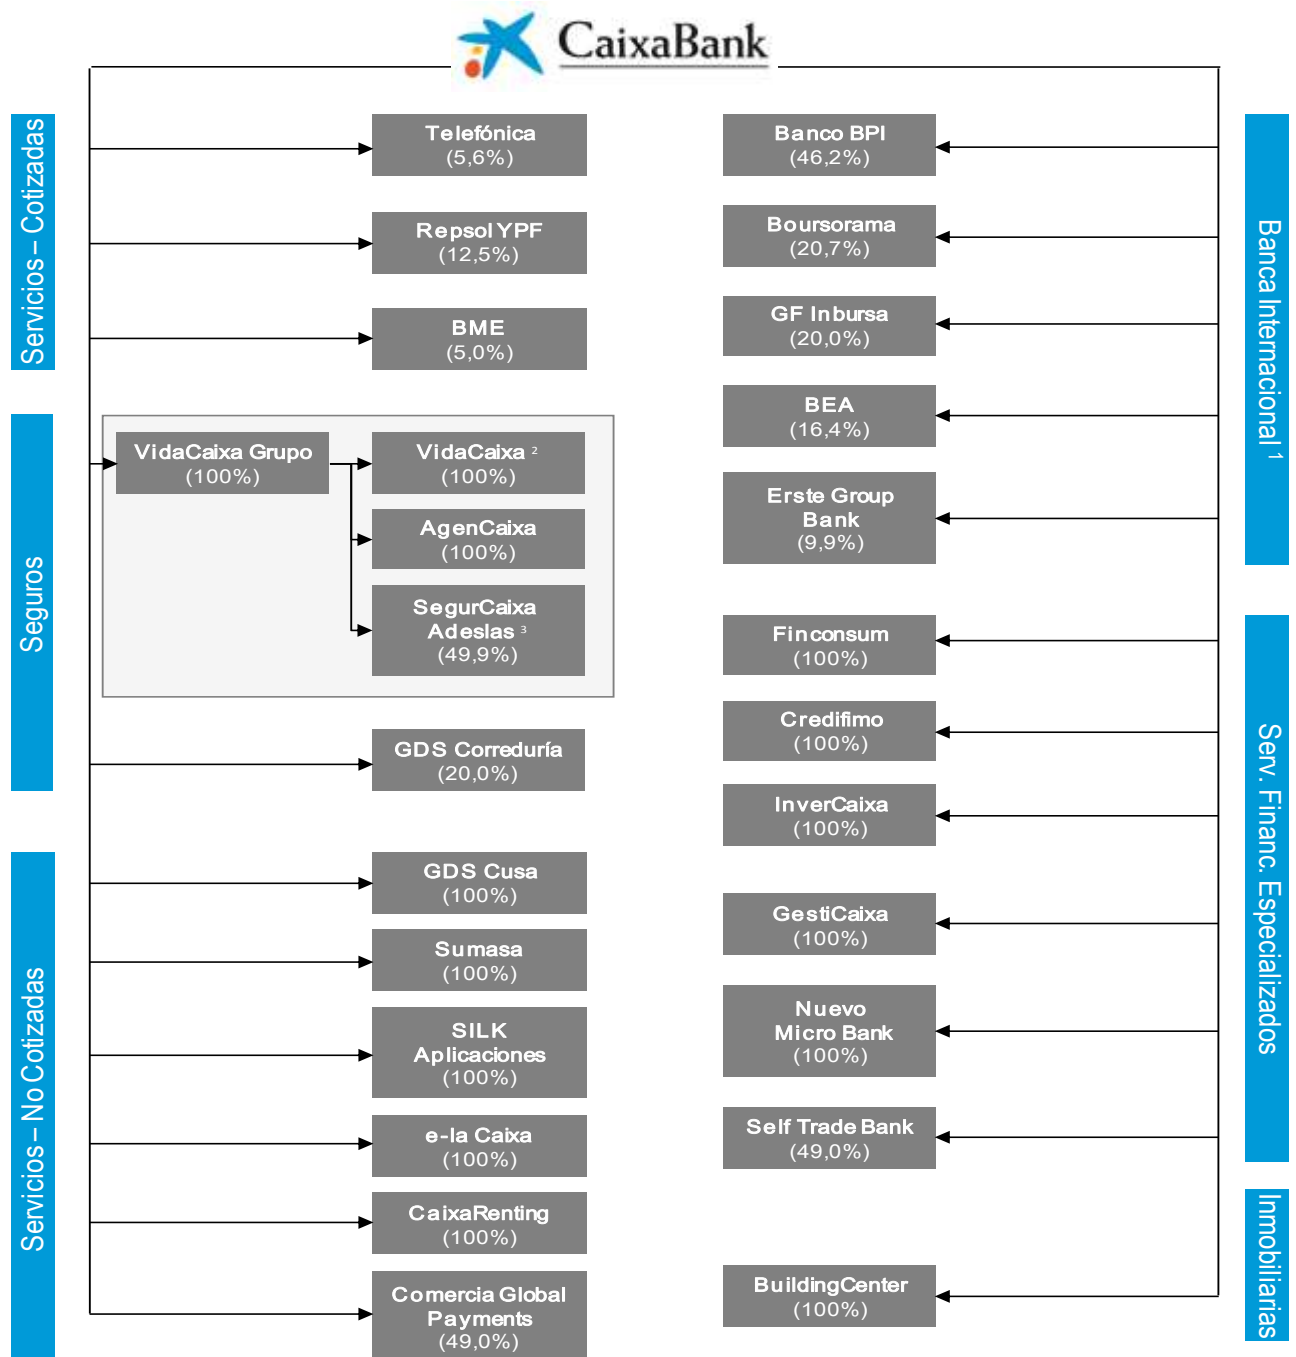 CaixaBank
Servicios – Cotizadas
Telefónica
(5,6%)
Repsol YPF
(12,5%)
BME
(5,0%)
Seguros
VidaCaixa Grupo
(100%)
VidaCaixa ²
(100%)
AgenCaixa
(100%)
SegurCaixa
Adeslas ³
(49,9%)
GDS Correduría
(20,0%)
Servicios – No Cotizadas
GDS Cusa
(100%)
Sumasa
(100%)
SILK
Aplicaciones
(100%)
e-la Caixa
(100%)
CaixaRenting
(100%)
Comercia Global
Payments
(49,0%)
Banca Internacional ¹
Banco BPI
(46,2%)
Boursorama
(20,7%)
GF Inbursa
(20,0%)
BEA
(16,4%)
Erste Group
Bank
(9,9%)
Serv. Financ. Especializados
Finconsum
(100%)
Credifimo
(100%)
InverCaixa
(100%)
GestiCaixa
(100%)
Nuevo
Micro Bank
(100%)
Self Trade Bank
(49,0%)
Inmobiliarias
BuildingCenter
(100%)